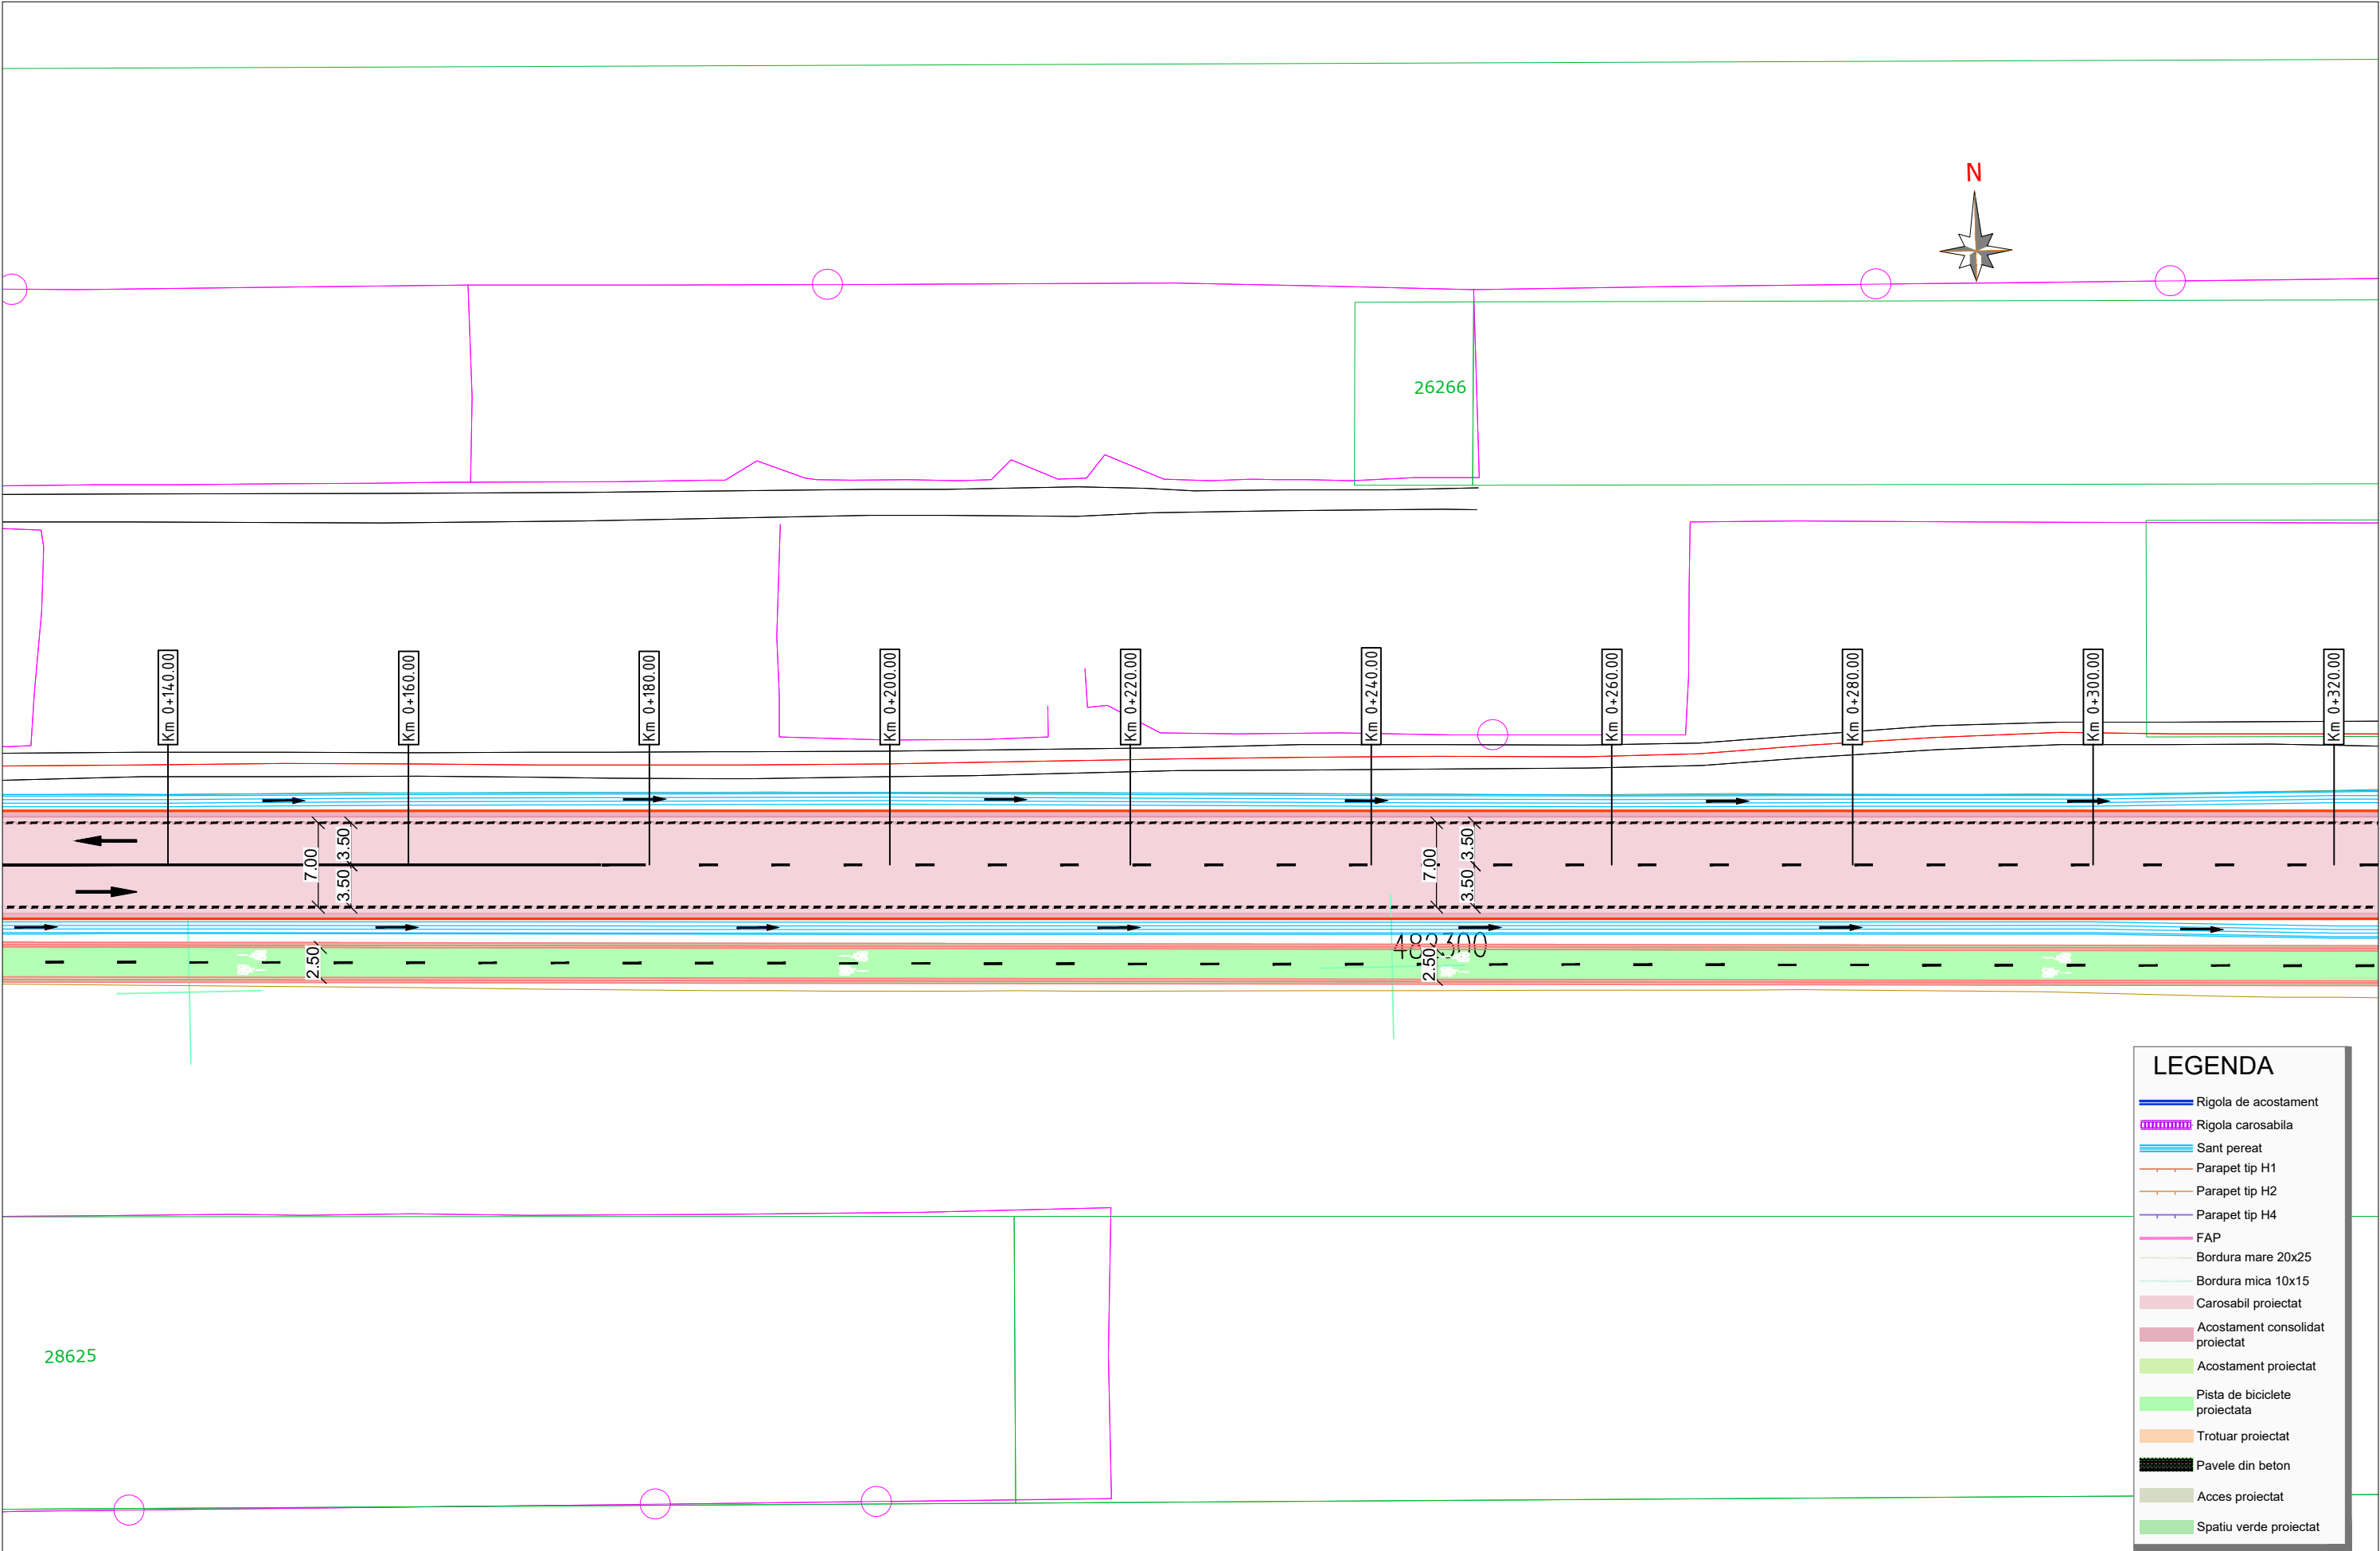 N
26266
Km 0+140.00
Km 0+160.00
Km 0+180.00
Km 0+200.00
Km 0+220.00
Km 0+240.00
Km 0+260.00
Km 0+280.00
Km 0+300.00
Km 0+320.00
7.00
3.50
3.50
7.00
3.50
3.50
2.50
482300
2.50
28625
LEGENDA
Rigola de acostament
Rigola carosabila
Sant pereat
Parapet tip H1
Parapet tip H2
Parapet tip H4
FAP
Bordura mare 20x25
Bordura mica 10x15
Carosabil proiectat
Acostament consolidat
proiectat
Acostament proiectat
Pista de biciclete
proiectata
Trotuar proiectat
Pavele din beton
Acces proiectat
Spatiu verde proiectat